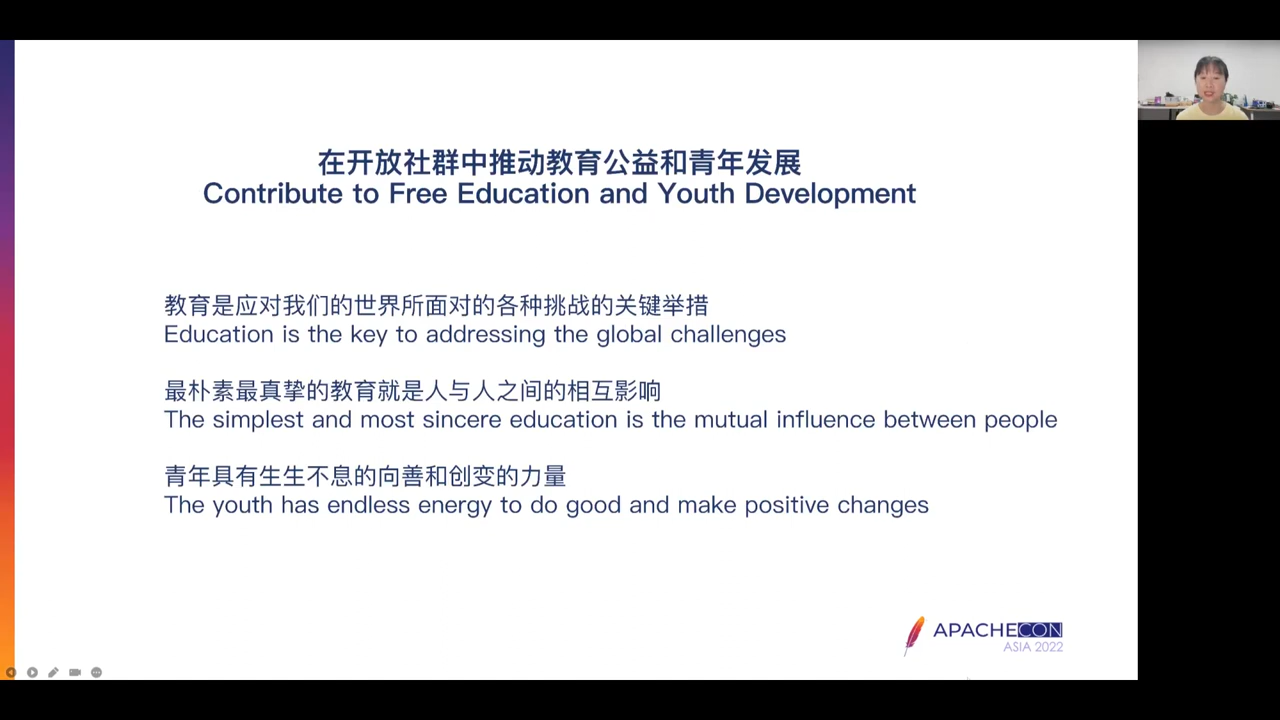 在开放社群中推动教育公益和青年发展
Contribute to Free Education and Youth Development
教育是应对我们的世界所面对的各种挑战的关键举措
Education is the key to addressing the global challenges
最朴素最真挚的教育就是人与人之间的相互影响
The simplest and most sincere education is the mutual influence between people
青年具有生生不息的向善和创变的力量
The youth has endless energy to do good and make positive changes
APACHECON
ASIA 2022